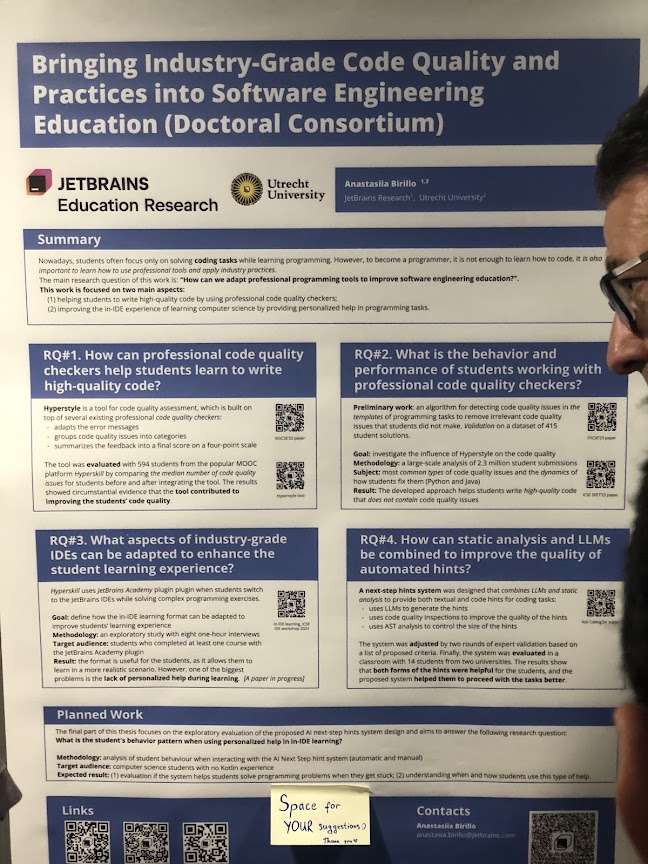 Bringing Industry-Grade Code Quality and
Practices into Software Engineering
Education (Doctoral Consortium)
JETBRAINS
Education Research
Utrecht
University
Anastasiia Birillo 1,2
JetBrains Research1, Utrecht University2
Summary
Nowadays, students often focus only on solving coding tasks while learning programming. However, to become a programmer, it is not enough to learn how to code, it is also
important to learn how to use professional tools and apply industry practices.
The main research question of this work is: "How can we adapt professional programming tools to improve software engineering education?".
This work is focused on two main aspects:
(1) helping students to write high-quality code by using professional code quality checkers;
(2) improving the in-IDE experience of learning computer science by providing personalized help in programming tasks.
RQ#1. How can professional code quality
checkers help students learn to write
high-quality code?
Hyperstyle is a tool for code quality assessment, which is built on
top of several existing professional code quality checkers:
- adapts the error messages
- groups code quality issues into categories
- summarizes the feedback into a final score on a four-point scale
SIGCSE'23 paper
The tool was evaluated with 594 students from the popular MOOC
platform Hyperskill by comparing the median number of code quality
issues for students before and after integrating the tool. The results
showed circumstantial evidence that the tool contributed to
improving the students' code quality.
Hyperstyle tool
RQ#2. What is the behavior and
performance of students working with
professional code quality checkers?
Preliminary work: an algorithm for detecting code quality issues in the
templates of programming tasks to remove irrelevant code quality
issues that students did not make. Validation on a dataset of 415
student solutions.
Goal: investigate the influence of Hyperstyle on the code quality
Methodology: a large-scale analysis of 2.3 million student submissions
Subject: most common types of code quality issues and the dynamics of
how students fix them (Python and Java)
Result: The developed approach helps students write high-quality code
that does not contain code quality issues
RQ#3. What aspects of industry-grade
IDEs can be adapted to enhance the
student learning experience?
Hyperskill uses JetBrains Academy plugin plugin when students switch
to the JetBrains IDEs while solving complex programming exercises.
Goal: define how the in-IDE learning format can be adapted to
improve students' learning experience
Methodology: an exploratory study with eight one-hour interviews
Target audience: students who completed at least one course with
the JetBrains Academy plugin
Result: the format is useful for the students, as it allows them to
learn in a more realistic scenario. However, one of the biggest
problems is the lack of personalized help during learning. [A paper in progress]
In-IDE learning, ICSE
IDE workshop 2023
RQ#4. How can static analysis and LLMs
be combined to improve the quality of
automated hints?
A next-step hints system was designed that combines LLMs and static
analysis to provide both textual and code hints for coding tasks:
- uses LLMs to generate the hints
- uses code inspections to improve the quality of the hints
- uses AST analysis to control the size of the hints
The system was adjusted by two rounds of expert validation based on
a list of proposed criteria. Finally, the system was evaluated in a
classroom with 14 students from two universities. The results show
that both forms of the hints were helpful for the students, and the
proposed system helped them to proceed with the tasks better.
Planned Work
The final part of this thesis focuses on the exploratory evaluation of the proposed AI next-step hints system design and aims to answer the following research question:
What is the student's behavior pattern when using personalized help in in-IDE learning?
Methodology: analysis of student behaviour when interacting with the AI Next Step hint system (automatic and manual)
Target audience: computer science students with no Kotlin experience
Expected result: (1) evaluation if the system helps students solve programming problems when they get stuck; (2) understanding when and how students use this type of help.
Links
Space for
YOUR suggestions :)
Thank you
Contacts
Anastasiia Birillo
anastasia.birillo@jetbrains.com